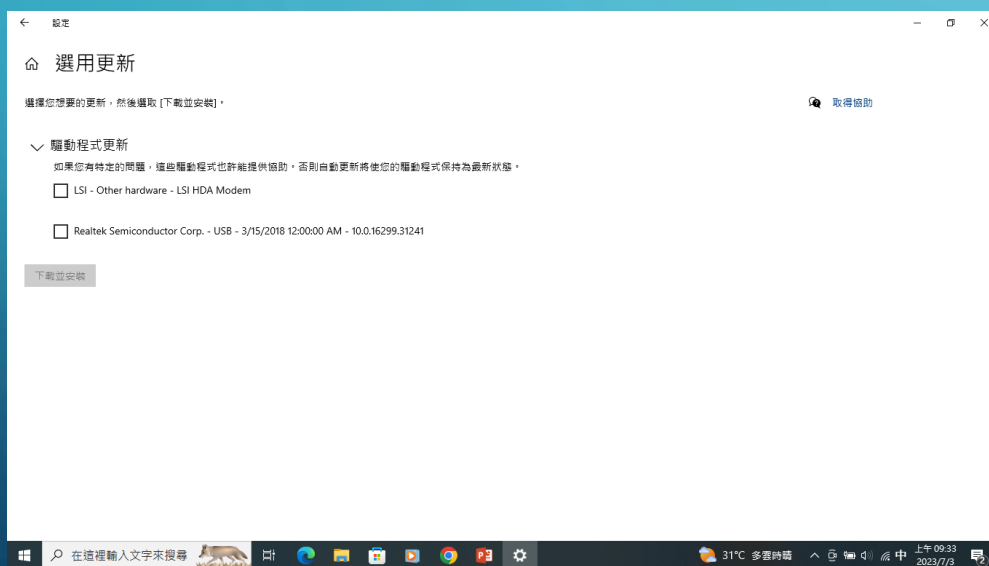 設定
選用更新
選擇您想要的更新，然後選取 [下載並安裝]。
取得協助
驅動程式更新
如果您有特定的問題，這些驅動程式也許能提供協助。否則自動更新將使您的驅動程式保持為最新狀態。
LSI - Other hardware - LSI HDA Modem
Realtek Semiconductor Corp. - USB - 3/15/2018 12:00:00 AM - 10.0.16299.31241
下載並安裝
在這裡輸入文字來搜尋
31°C 多雲時晴
中
上午 09:33
2023/7/3
2